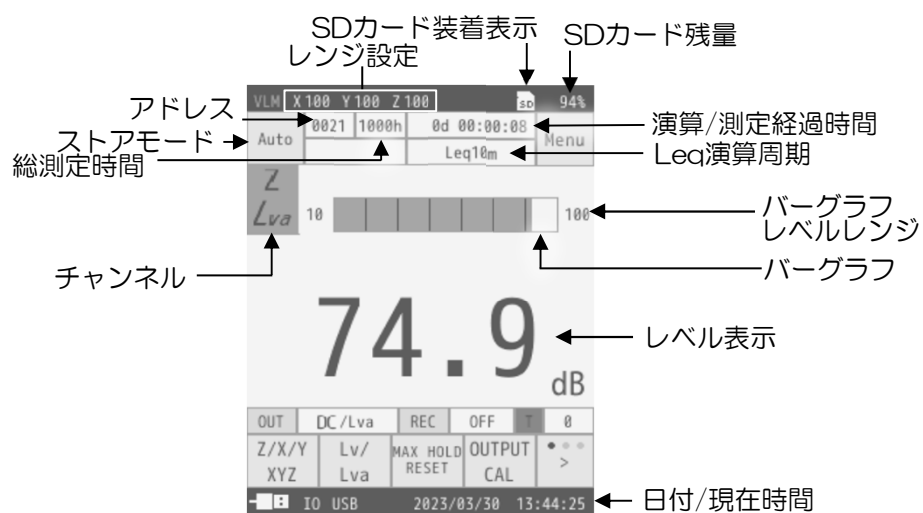 SDカード装着表示
SDカード残量
レンジ設定
VLM X100 Y100 Z100 SD 94%
アドレス
0021 1000h 0d 00:00:08
演算/測定経過時間
ストアモード
Auto
Menu
総測定時間
Leq10m
Leq演算周期
Z
Lva
10
100
バーグラフ
レベルレンジ
チャンネル
バーグラフ
74.9
dB
レベル表示
OUT DC/Lva REC OFF T 0
Z/X/Y
XYZ
Lv/
Lva
MAX HOLD
RESET
OUTPUT
CAL
>
IO USB 2023/03/30 13:44:25
日付/現在時間